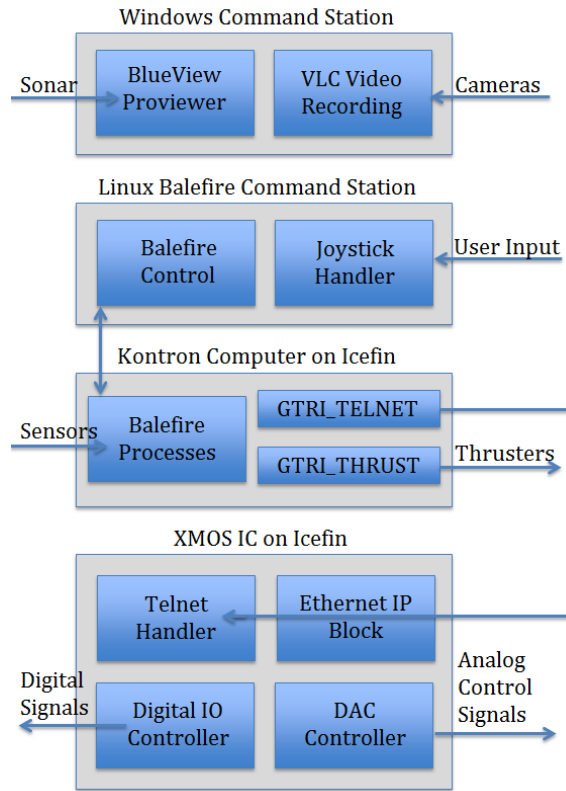 Windows Command Station
Sonar
BlueView
Proviewer
VLC Video
Recording
Cameras
Linux Balefire Command Station
Balefire
Control
Joystick
Handler
User Input
Kontron Computer on Icefin
Sensors
Balefire
Processes
GTRI_TELNET
GTRI_THRUST
Thrusters
XMOS IC on Icefin
Telnet
Handler
Ethernet IP
Block
Digital
Signals
Digital IO
Controller
DAC
Controller
Analog
Control
Signals